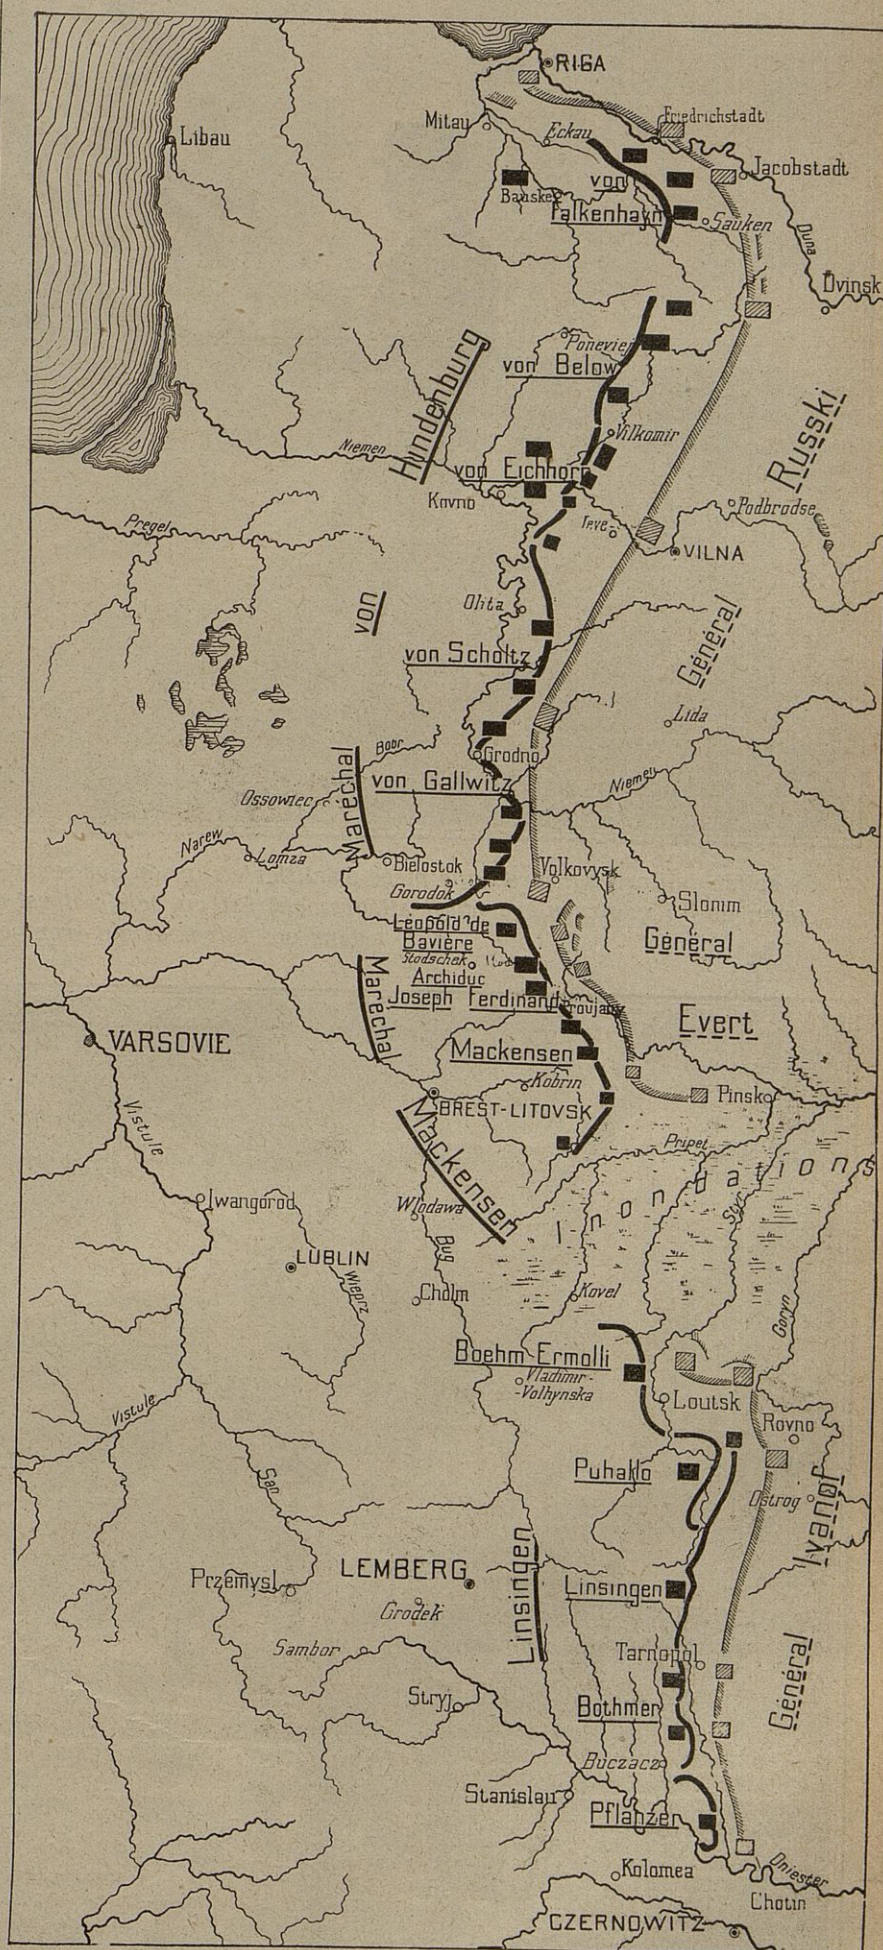 RIGA
Mitau
Eckau
Friedrichstadt
Libau
Jacobstadt
von
Falkenhayn
Bauske
Sauken
Duna
Dvinsk
Poneviej
von Below
Hindenburg
Vilkomir
Russki
Niemen
von Eichhorn
Kovno
Podbrodse
Pregel
VILNA
Olita
von
Général
von Scholtz
Lida
Bobr
Grodno
von Gallwitz
Niemen
Ossowiec
Maréchal
Narew
Lomza
Bielostok
Volkovysk
Gorodok
Slonim
Léopold de
Bavière
Général
Archiduc
Joseph Ferdinand
Maréchal
VARSOVIE
Evert
Mackensen
Kobrin
BREST-LITOVSK
Pinsk
Vistule
Pripet
Mackensen
Inondations
Iwangorod
Wlodawa
Styr
LUBLIN
Wieprz
Bug
Cholm
Kovel
Goryn
Boehm Ermolli
Vladimir-
-Volhynska
Loutsk
Vistule
Rovno
San
Puhallo
Ostrog
Ivanof
Linsingen
LEMBERG
Przemysl
Linsingen
Grodek
Sambor
Tarnopol
Stryj
Bothmer
Général
Buczacz
Stanislau
Pflanzer
Kolomea
Dniester
Chotin
CZERNOWITZ